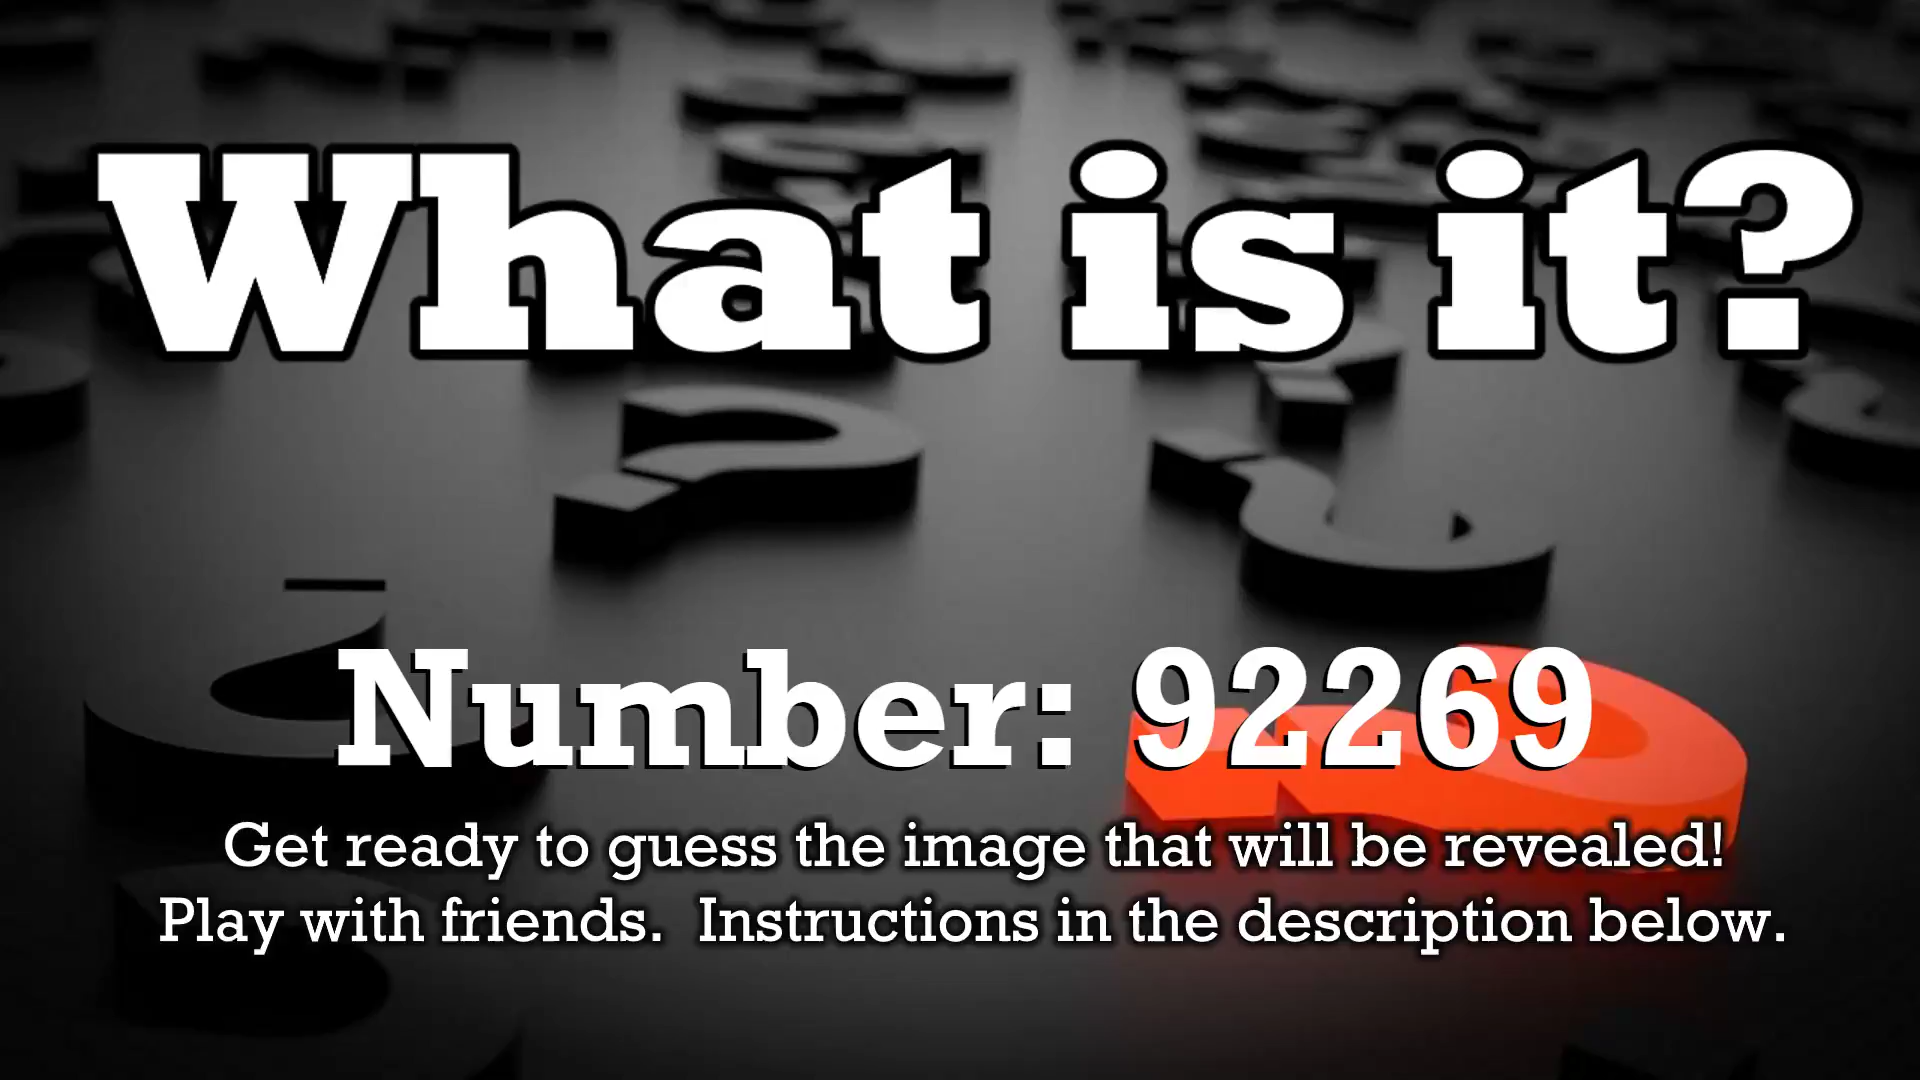 What is it?
Number: 92269
Get ready to guess the image that will be revealed!
Play with friends.  Instructions in the description below.